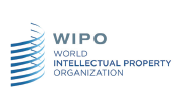 WIPO
WORLD
INTELLECTUAL PROPERTY
ORGANIZATION